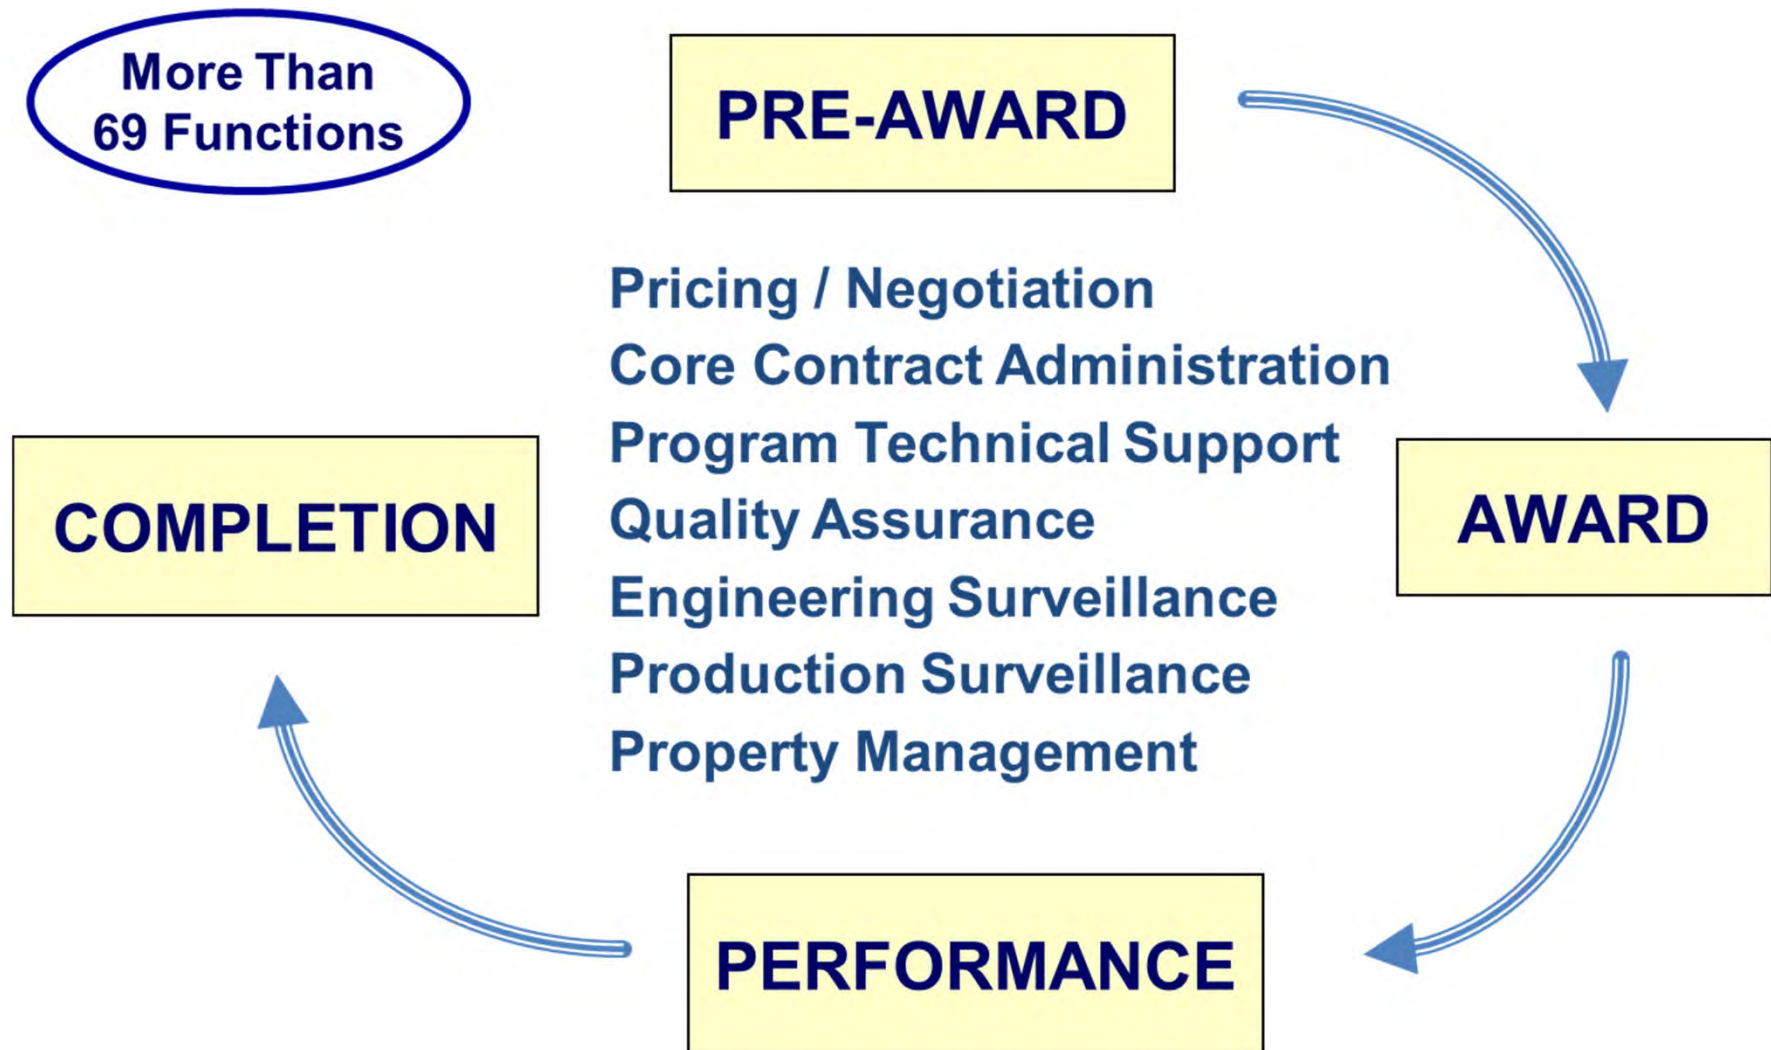 More Than
69 Functions
PRE-AWARD
Pricing / Negotiation
Core Contract Administration
Program Technical Support
Quality Assurance
Engineering Surveillance
Production Surveillance
Property Management
COMPLETION
AWARD
PERFORMANCE